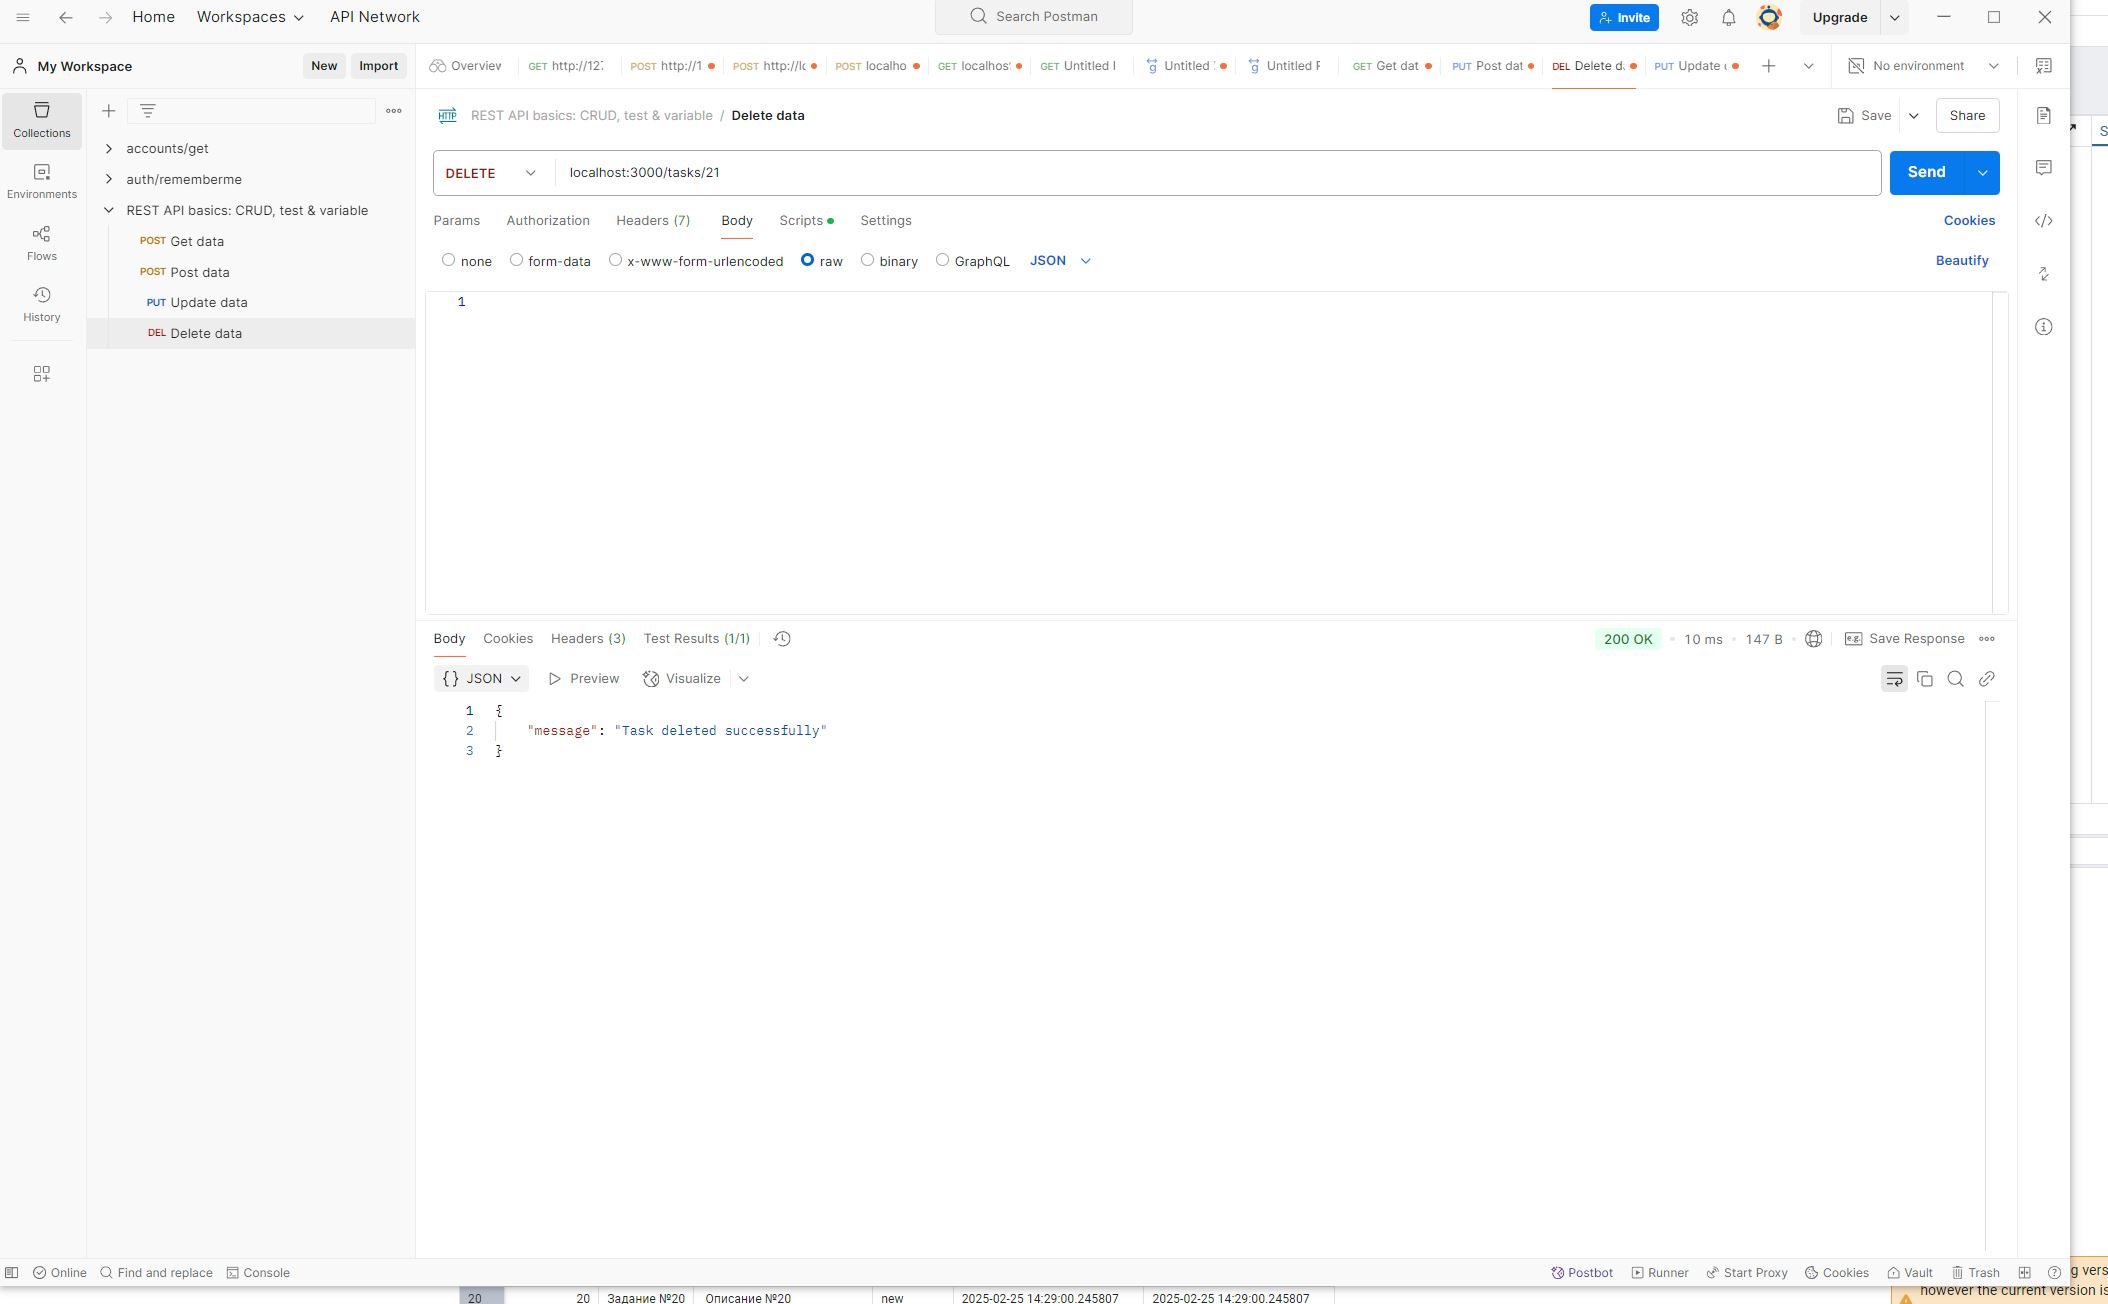 Home Workspaces API Network Search Postman Invite Upgrade
My Workspace New Import Overview GET http://127 POST http://1 POST http://lc POST localho GET localhos GET Untitled Untitled Untitled GET Get dat PUT Post dat DEL Delete d PUT Update No environment
Collections
Environments
Flows
History
accounts/get
auth/rememberme
REST API basics: CRUD, test & variable
POST Get data
POST Post data
PUT Update data
DEL Delete data
HTTP REST API basics: CRUD, test & variable / Delete data Save Share
DELETE localhost:3000/tasks/21 Send
Params Authorization Headers (7) Body Scripts Settings Cookies
none form-data x-www-form-urlencoded raw binary GraphQL JSON Beautify
1
Body Cookies Headers (3) Test Results (1/1) 200 OK 10 ms 147 B e.g. Save Response
{} JSON Preview Visualize
1 {
2 "message": "Task deleted successfully"
3 }
Online Find and replace Console Postbot Runner Start Proxy Cookies Vault Trash
20 20 Задание №20 Описание №20 new 2025-02-25 14:29:00.245807 2025-02-25 14:29:00.245807
however the current version is